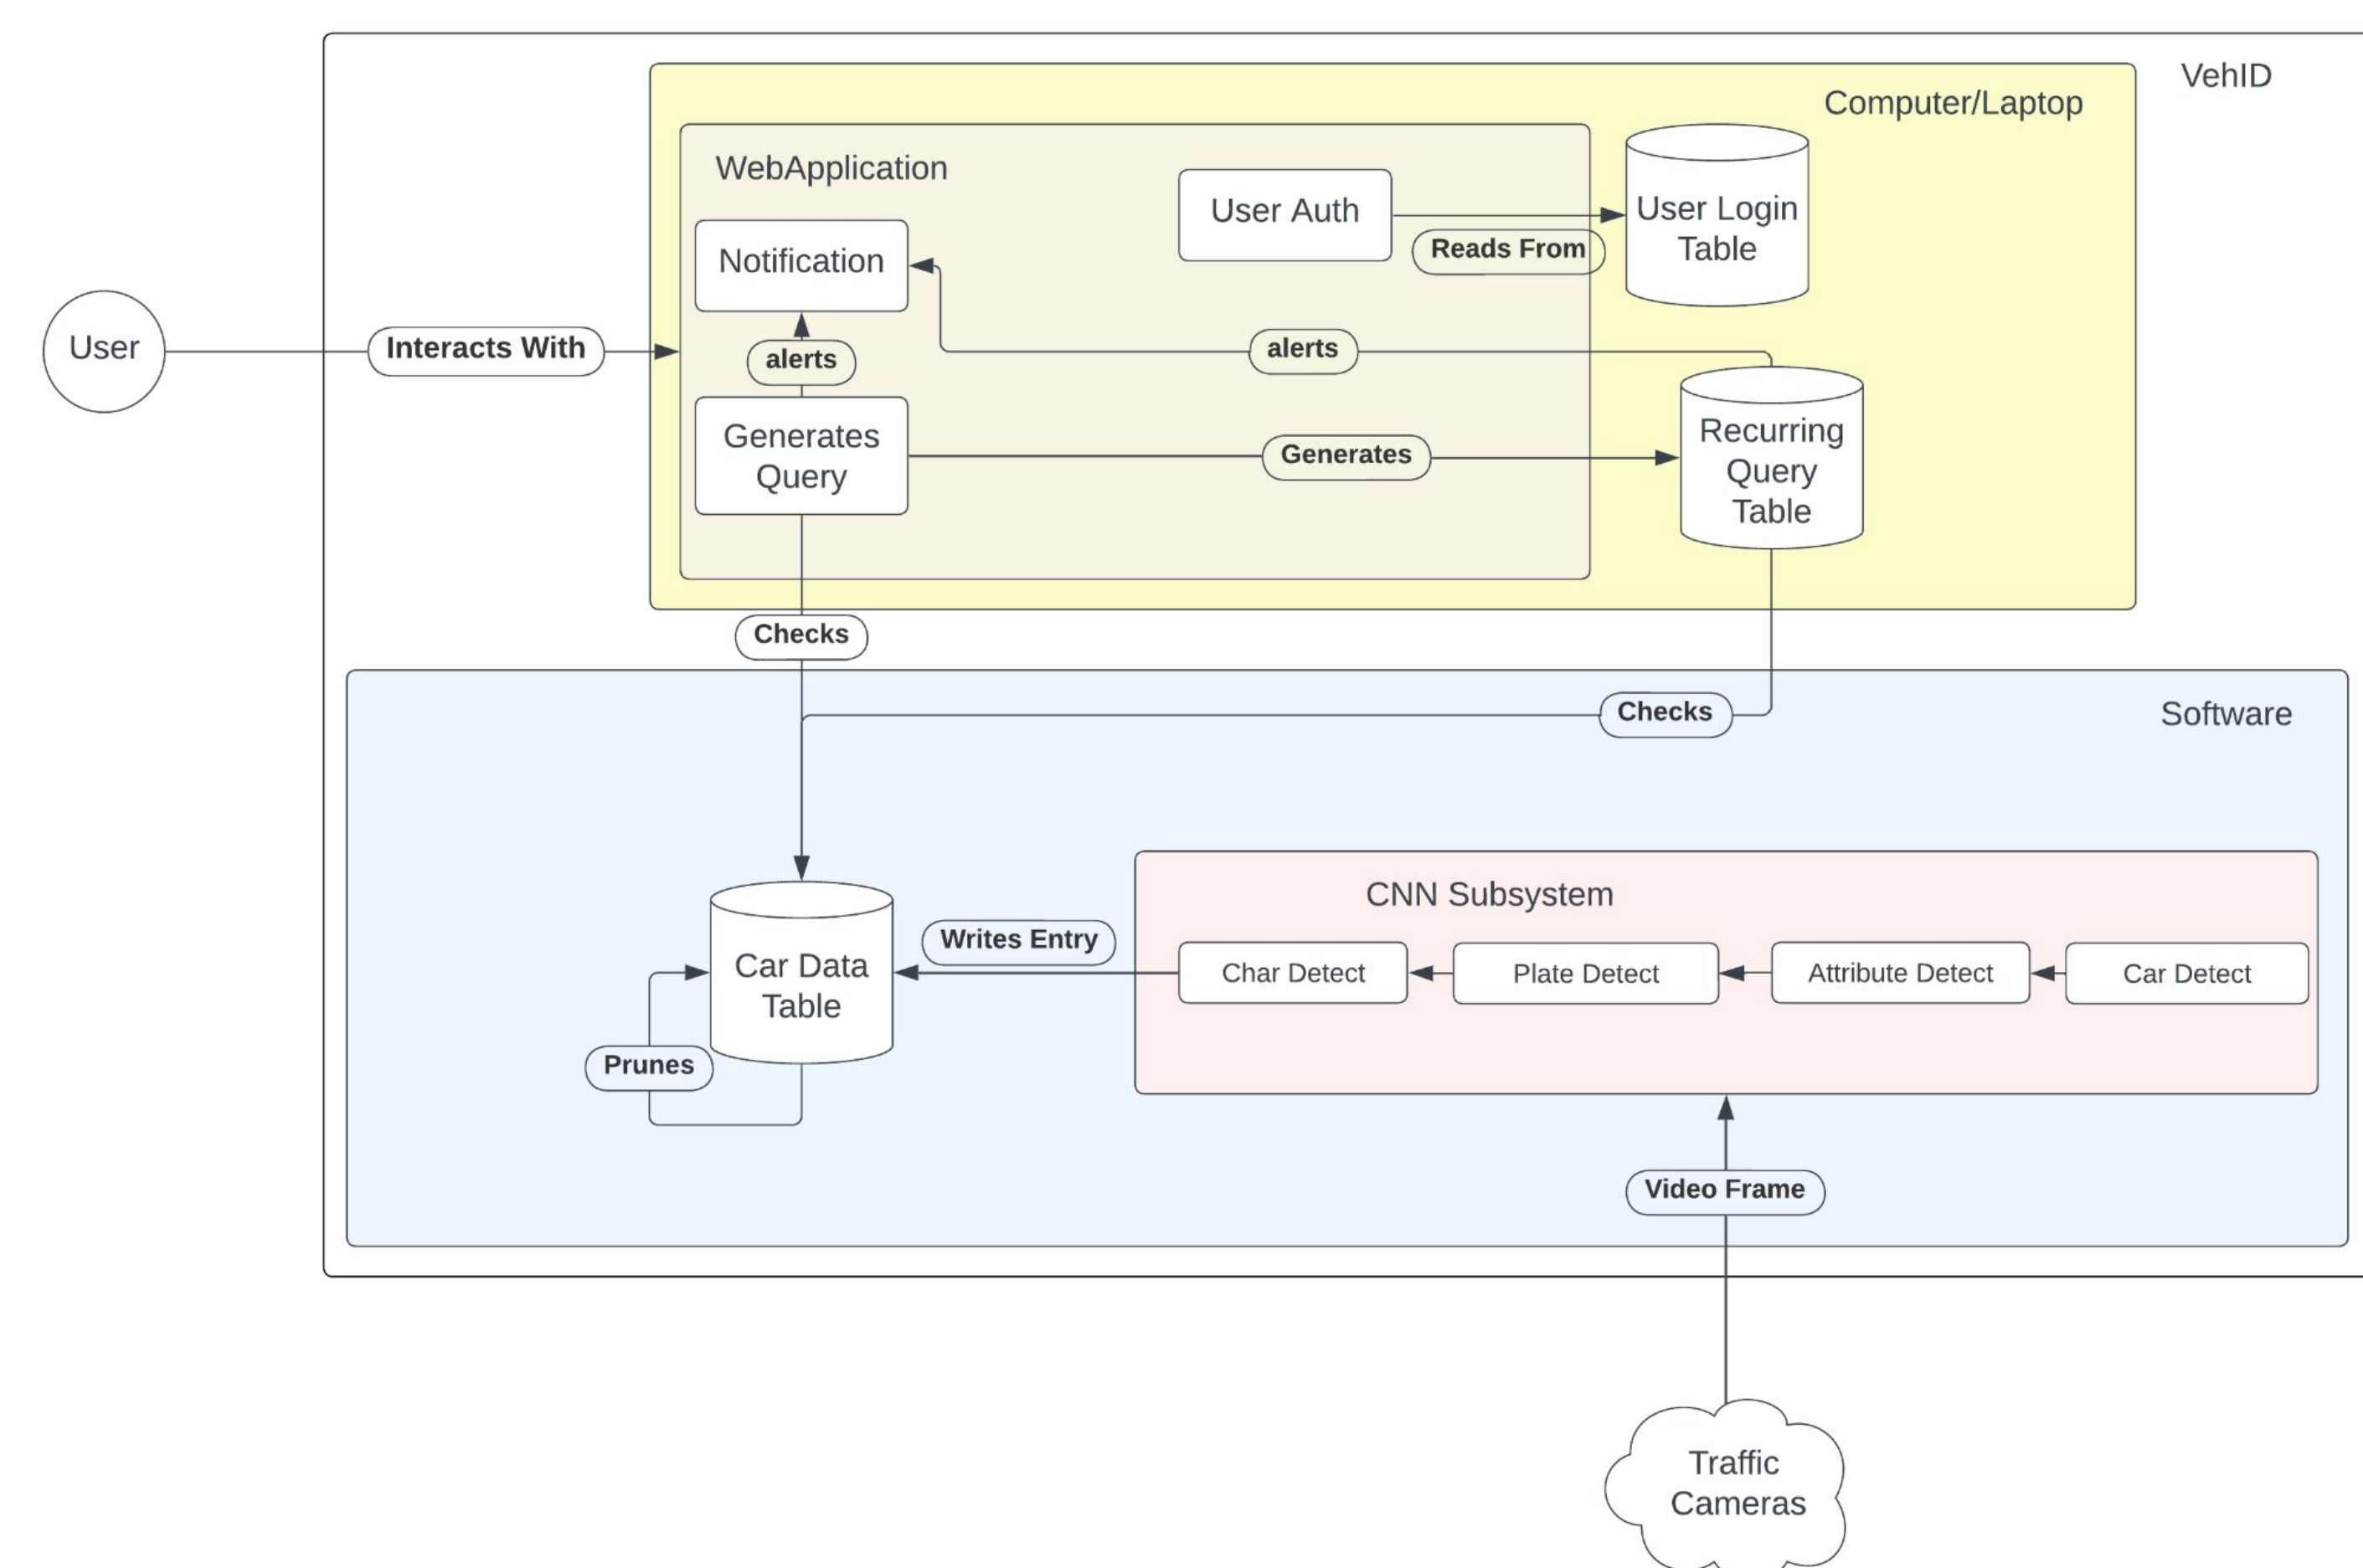 VehID
Computer/Laptop
WebApplication
User Auth
Reads From
User Login
Table
Notification
User
Interacts With
alerts
alerts
Generates
Query
Generates
Recurring
Query
Table
Checks
Checks
Software
CNN Subsystem
Car Data
Table
Writes Entry
Char Detect
Plate Detect
Attribute Detect
Car Detect
Prunes
Video Frame
Traffic
Cameras